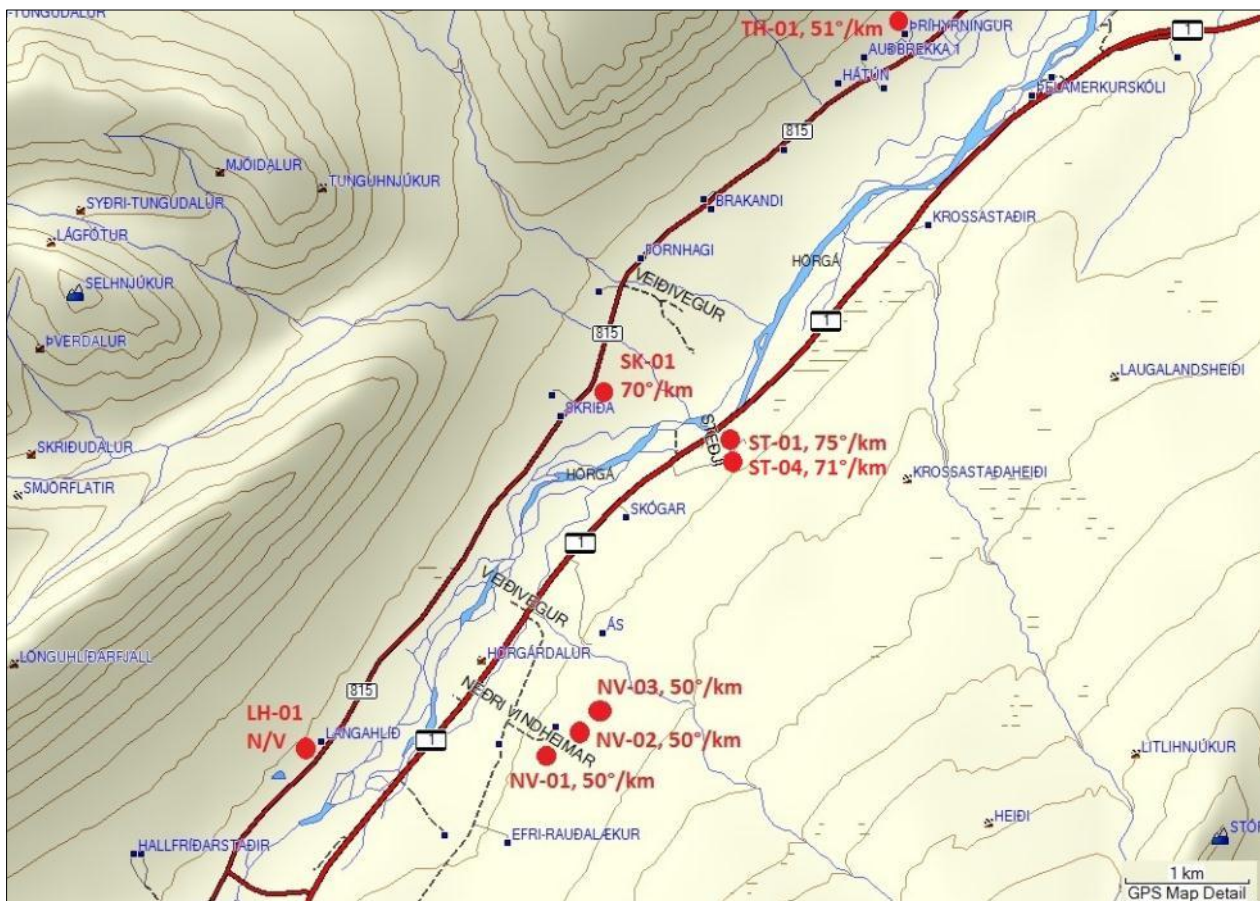 -TUNGUDALUR
TH-01, 51°/km
ÞRÍHYRNINGUR
1
AUÐBREKKA 1
HÁTÚN
ÞELAMERKURSKÓLI
815
MJÓIDALUR
TUNGUHNJÚKUR
SYÐRI-TUNGUDALUR
BRAKANDI
KROSSASTAÐIR
LÁGFÓTUR
FORNHAGI
HÖRGÁ
SELHNJÚKUR
VEIÐIVEGUR
1
815
ÞVERDALUR
SK-01
70°/km
LAUGALANDSHEIÐI
SKRIÐA
STEÐJI
ST-01, 75°/km
SKRIÐUDALUR
ST-04, 71°/km
HÖRGÁ
KROSSASTAÐAHEIÐI
SMJÖRFLATIR
SKÓGAR
1
VEIÐIVEGUR
ÁS
HÖRGÁRDALUR
LÖNGUHLÍÐARFJALL
815
NEÐRI VINDHEIMAR
NV-03, 50°/km
LH-01
N/V
LANGAHLÍÐ
1
NV-02, 50°/km
NV-01, 50°/km
LITLIHNJÚKUR
HEIÐI
STÓ
EFRI-RAUÐALÆKUR
HALLFRÍÐARSTAÐIR
1 km
GPS Map Detail